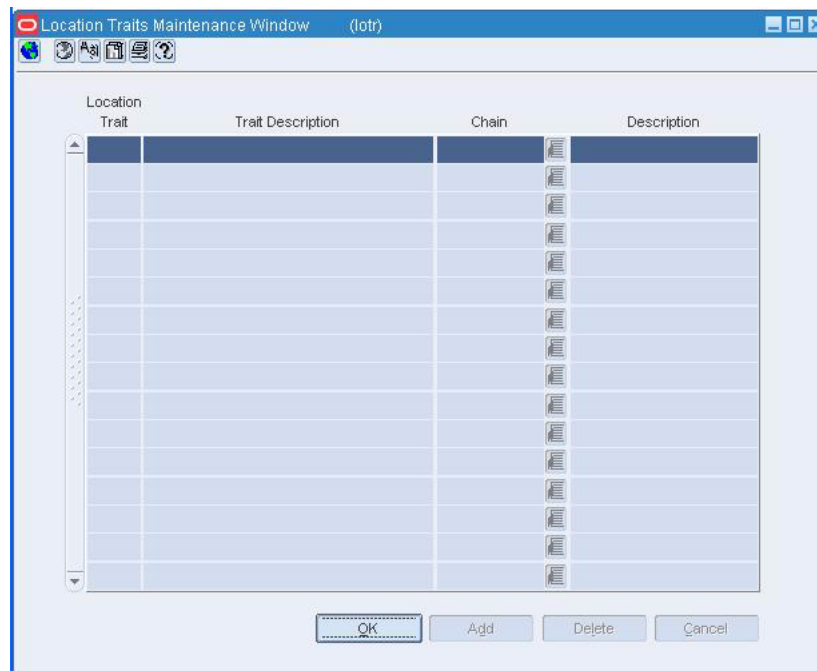 Location Traits Maintenance Window (lotr)
Location
Trait Trait Description Chain Description
OK Add Delete Cancel